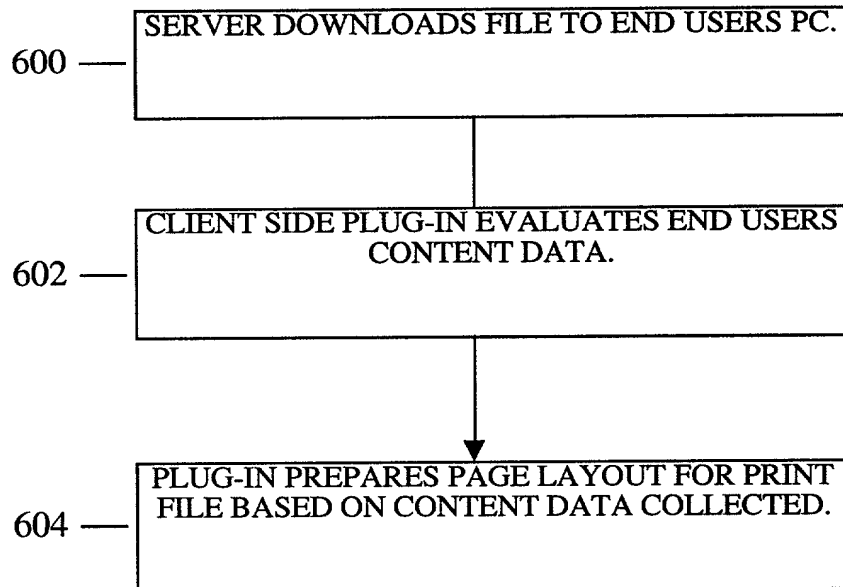 SERVER DOWNLOADS FILE TO END USERS PC.
600
CLIENT SIDE PLUG-IN EVALUATES END USERS
CONTENT DATA.
602
PLUG-IN PREPARES PAGE LAYOUT FOR PRINT
FILE BASED ON CONTENT DATA COLLECTED.
604